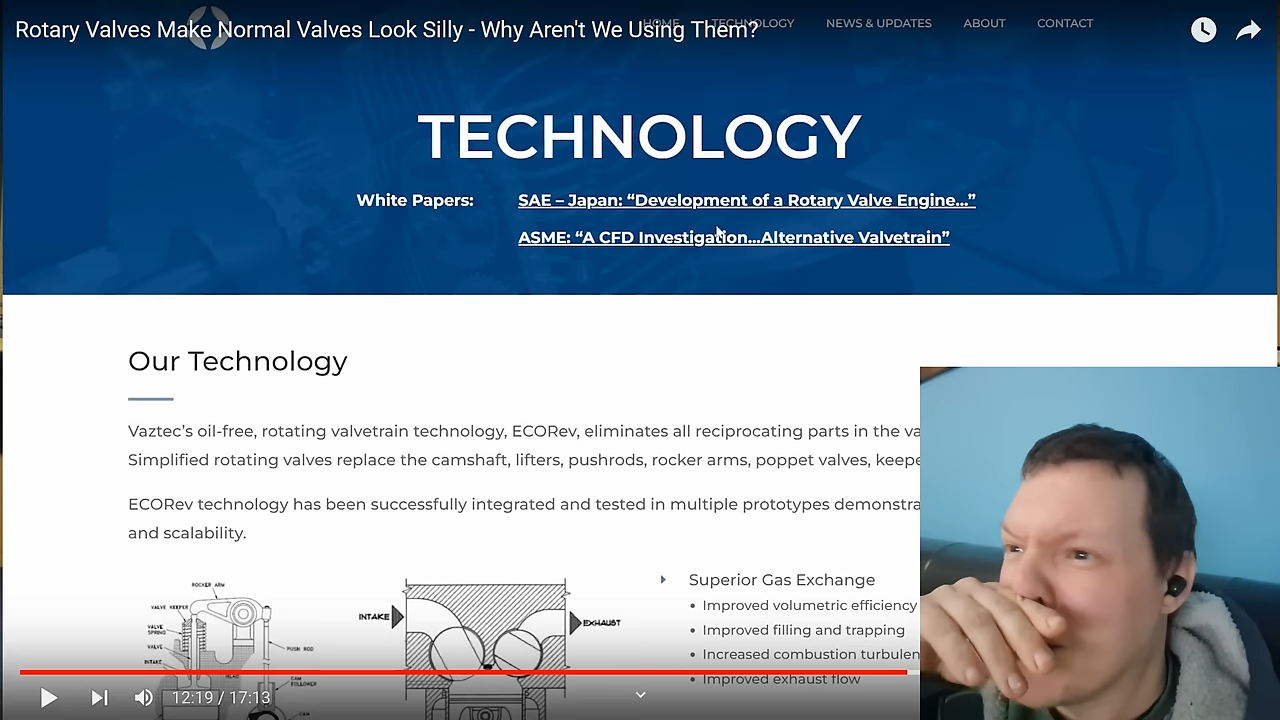 Rotary Valves Make Normal Valves Look Silly - Why Aren't We Using Them?
HOME TECHNOLOGY NEWS & UPDATES ABOUT CONTACT
TECHNOLOGY
White Papers: SAE – Japan: “Development of a Rotary Valve Engine...”
ASME: “A CFD Investigation...Alternative Valvetrain”
Our Technology
Vaztec’s oil-free, rotating valvetrain technology, ECORev, eliminates all reciprocating parts in the va
Simplified rotating valves replace the camshaft, lifters, pushrods, rocker arms, poppet valves, keepe
ECORev technology has been successfully integrated and tested in multiple prototypes demonstra
and scalability.
ROCKER ARM
VALVE KEEPER
VALVE
SPRING
VALVE
INTAKE
PUSH ROD
HEAD
CAM
FOLLOWER
CAM
INTAKE
EXHAUST
Superior Gas Exchange
• Improved volumetric efficiency
• Improved filling and trapping
• Increased combustion turbulen
• Improved exhaust flow
12:19 / 17:13